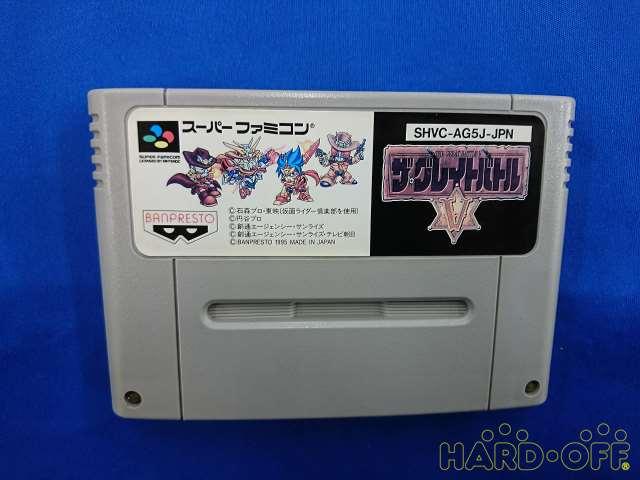 スーパーファミコン®
SUPER FAMICOM
LICENSED BY NINTENDO
SHVC-AG5J-JPN
THE GREAT BATTLE V
ザ・グレイトバトル
V
BANPRESTO
©石森プロ・東映(仮面ライダー倶楽部を使用)
©円谷プロ
©創通エージェンシー・サンライズ
©創通エージェンシー・サンライズ・テレビ朝日
©BANPRESTO 1995 MADE IN JAPAN
HARD・OFF